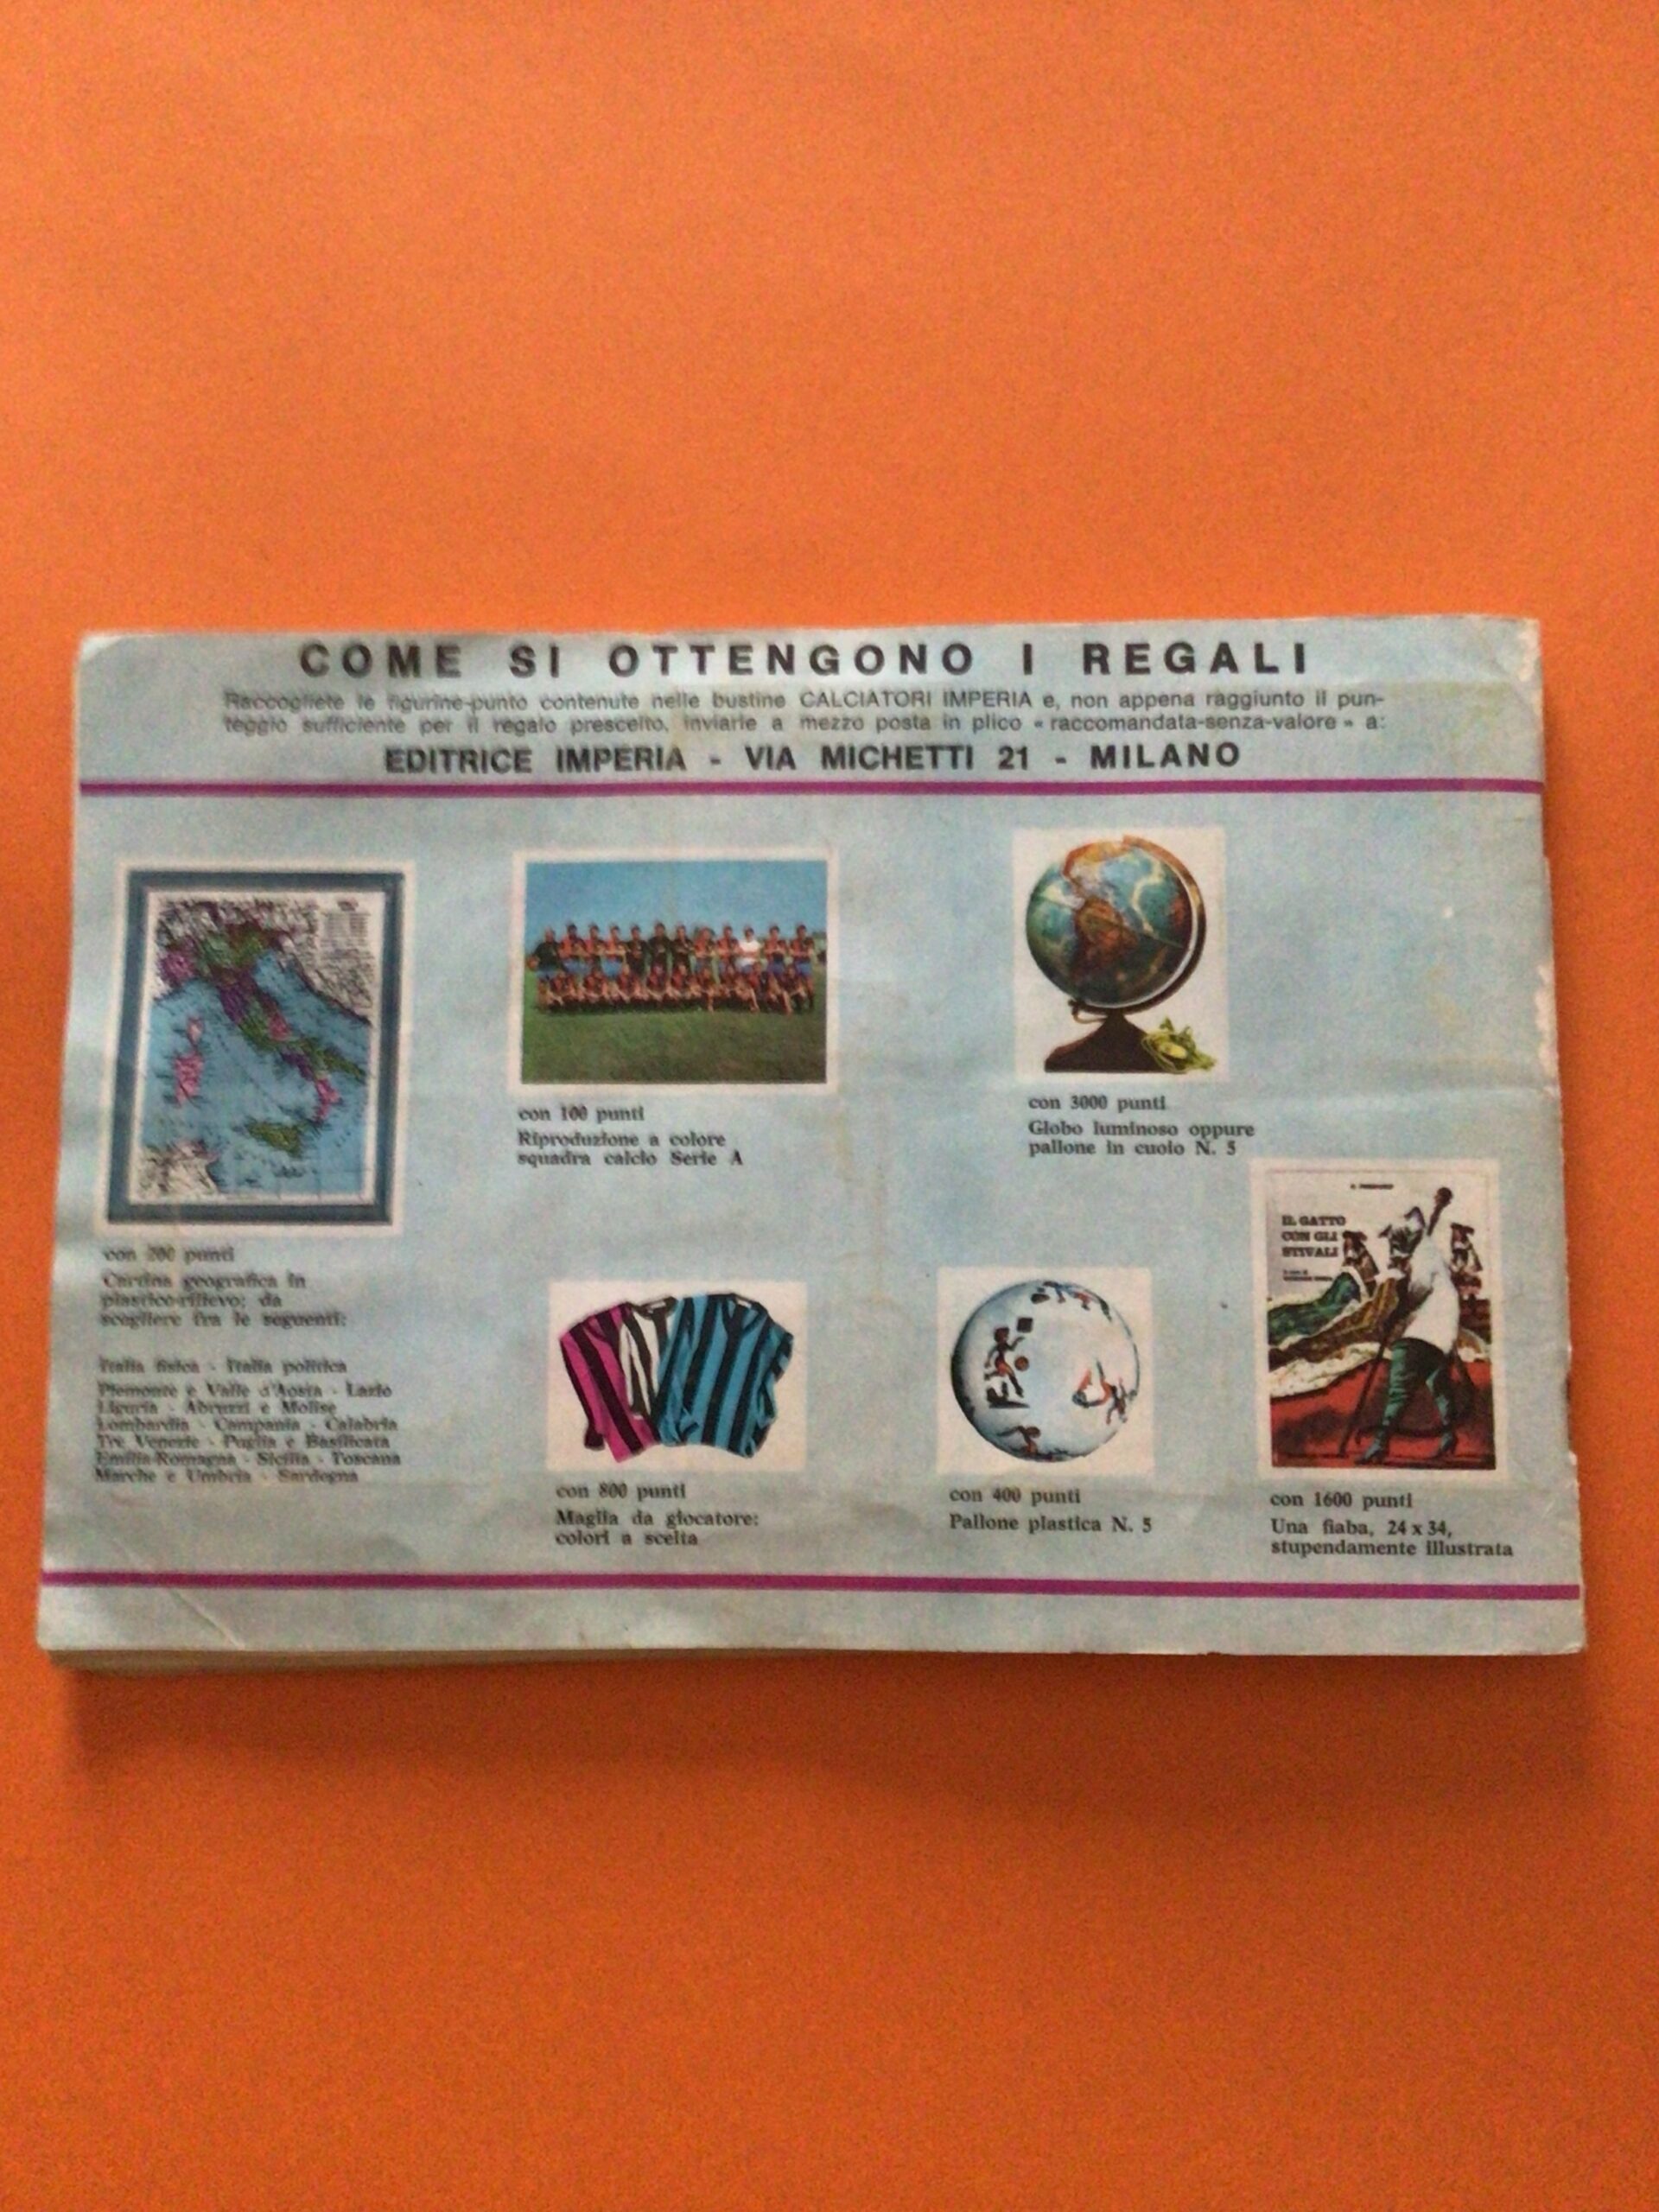 COME SI OTTENGONO I REGALI
Raccogliete le figurine-punto contenute nelle bustine CALCIATORI IMPERIA e, non appena raggiunto il pun-
teggio sufficiente per il regalo prescelto, inviarle a mezzo posta in plico « raccomandata-senza-valore » a:
EDITRICE IMPERIA - VIA MICHETTI 21 - MILANO
con 200 punti
Cartina geografica in
plastico-rilievo; da
scegliere fra le seguenti:
Italia fisica - Italia politica
Piemonte e Valle d'Aosta - Lazio
Liguria - Abruzzi e Molise
Lombardia - Campania - Calabria
Tre Venezie - Puglia e Basilicata
Emilia-Romagna - Sicilia - Toscana
Marche e Umbria - Sardegna
con 100 punti
Riproduzione a colore
squadra calcio Serie A
con 3000 punti
Globo luminoso oppure
pallone in cuoio N. 5
con 800 punti
Maglia da giocatore:
colori a scelta
con 400 punti
Pallone plastica N. 5
IL GATTO
CON GLI
STIVALI
con 1600 punti
Una fiaba, 24 x 34,
stupendamente illustrata